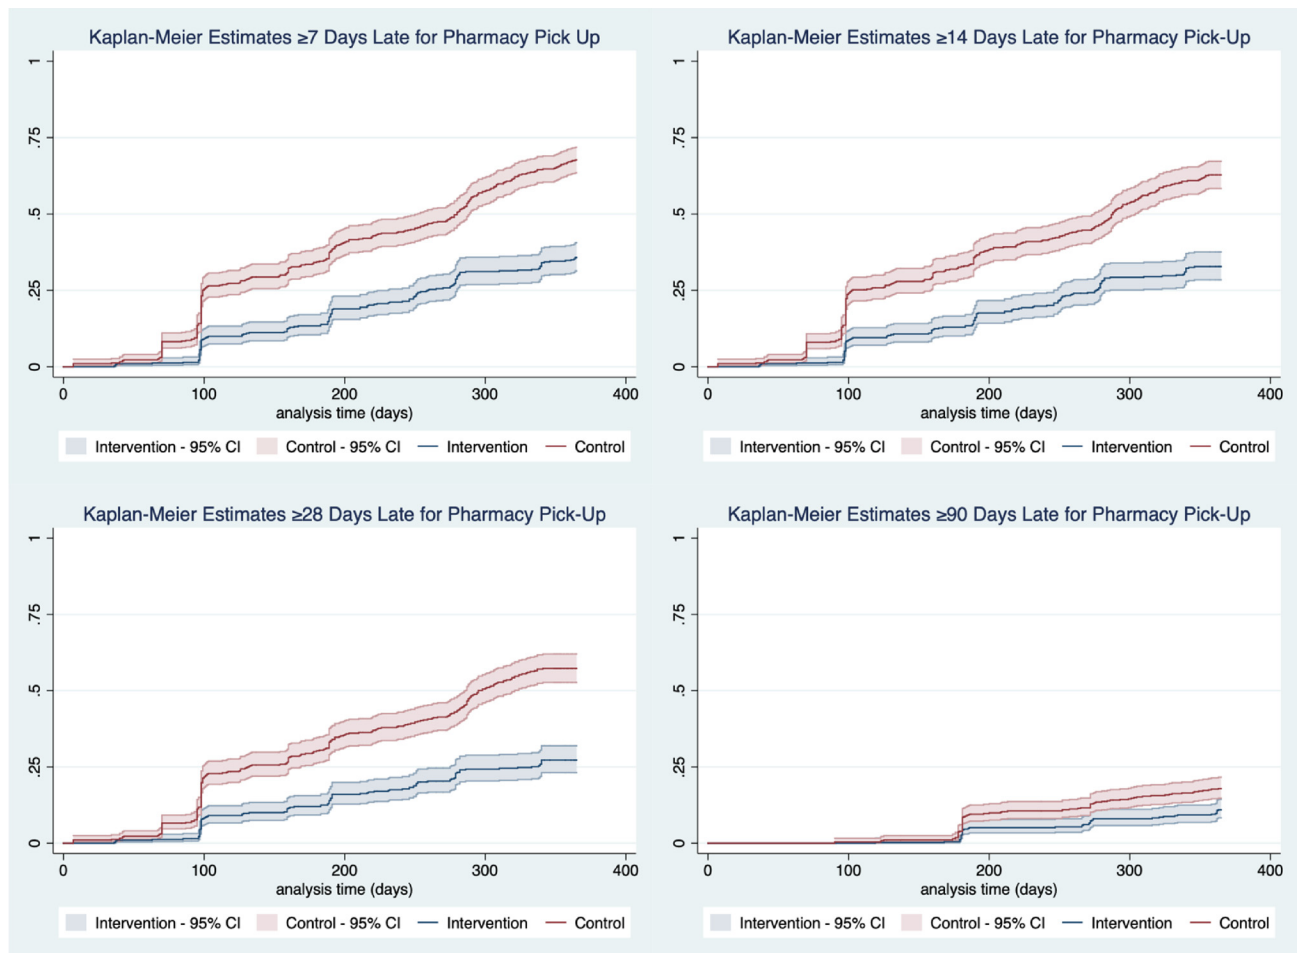 Kaplan-Meier Estimates ≥7 Days Late for Pharmacy Pick Up
1
.75
.5
.25
0
0 100 200 300 400
analysis time (days)
Intervention - 95% CI Control - 95% CI Intervention Control
Kaplan-Meier Estimates ≥14 Days Late for Pharmacy Pick-Up
1
.75
.5
.25
0
0 100 200 300 400
analysis time (days)
Intervention - 95% CI Control - 95% CI Intervention Control
Kaplan-Meier Estimates ≥28 Days Late for Pharmacy Pick-Up
1
.75
.5
.25
0
0 100 200 300 400
analysis time (days)
Intervention - 95% CI Control - 95% CI Intervention Control
Kaplan-Meier Estimates ≥90 Days Late for Pharmacy Pick-Up
1
.75
.5
.25
0
0 100 200 300 400
analysis time (days)
Intervention - 95% CI Control - 95% CI Intervention Control